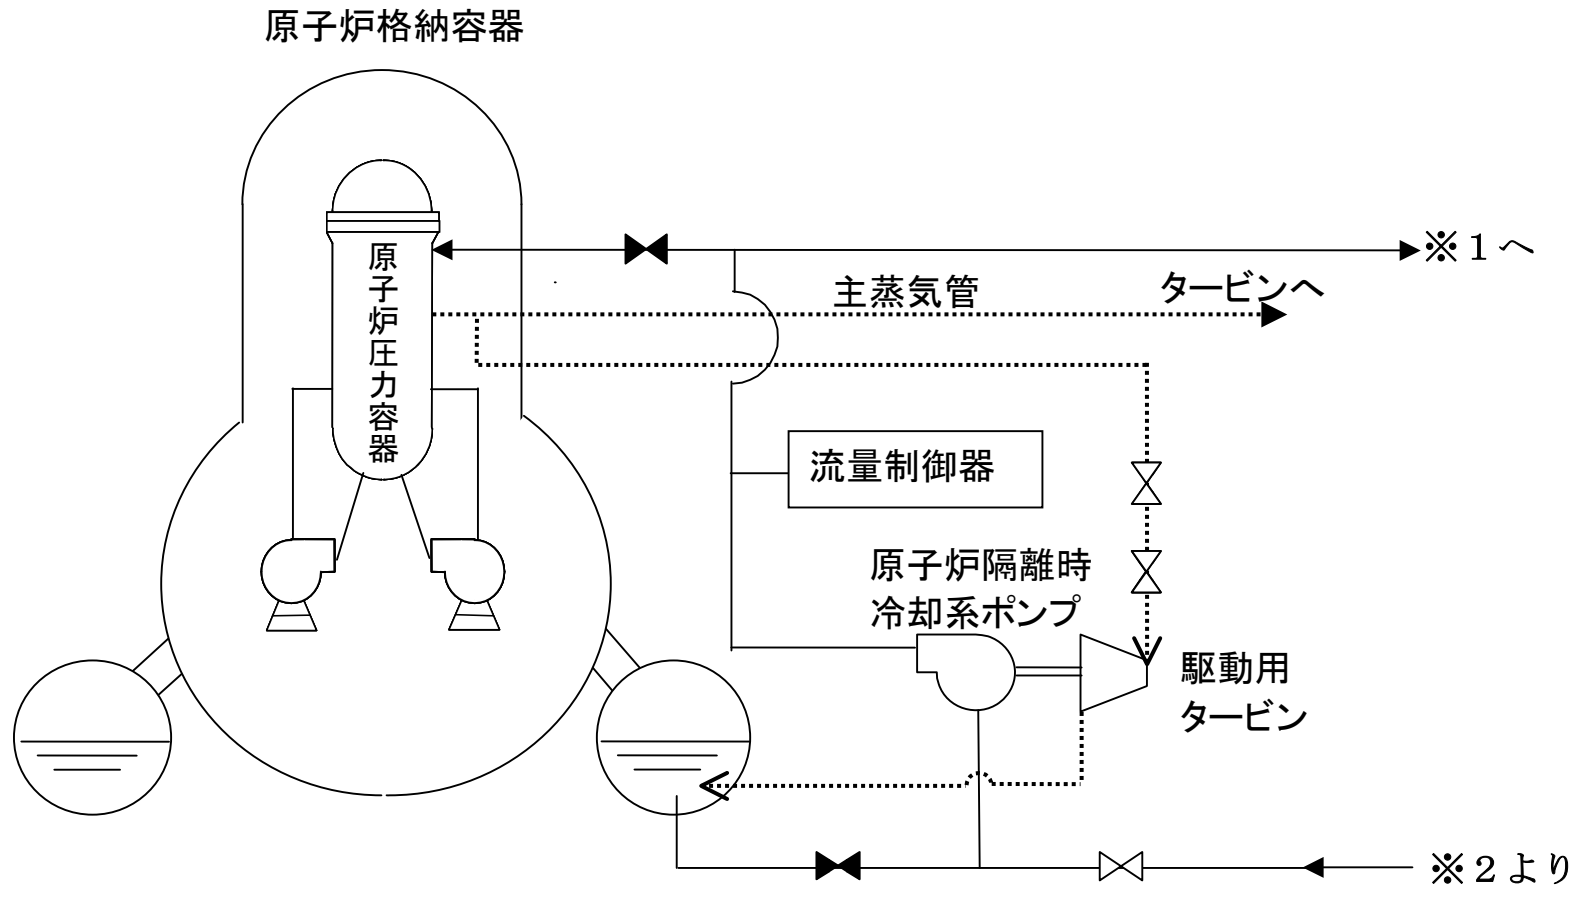 原子炉格納容器
※１へ
主蒸気管
タービンへ
原子炉圧力容器
流量制御器
原子炉隔離時
冷却系ポンプ
駆動用
タービン
※２より